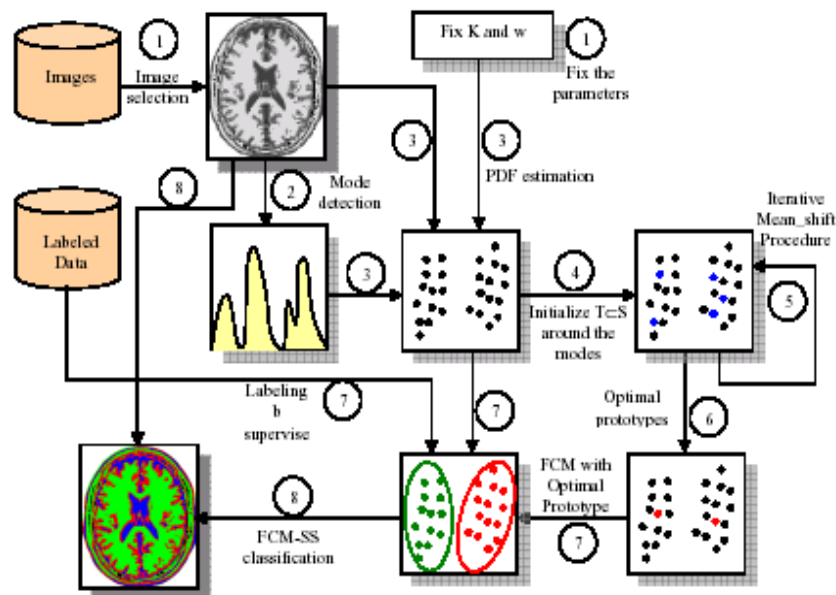 Images
1
Image
selection
Fix K and w
1
Fix the
parameters
3
3
PDF estimation
8
2
Mode
detection
Labeled
Data
3
4
Initialize T⊂S
around the
modes
Iterative
Mean_shift
Procedure
5
Labeling
b
supervise
7
7
Optimal
prototypes
6
8
FCM-SS
classification
FCM with
Optimal
Prototype
7